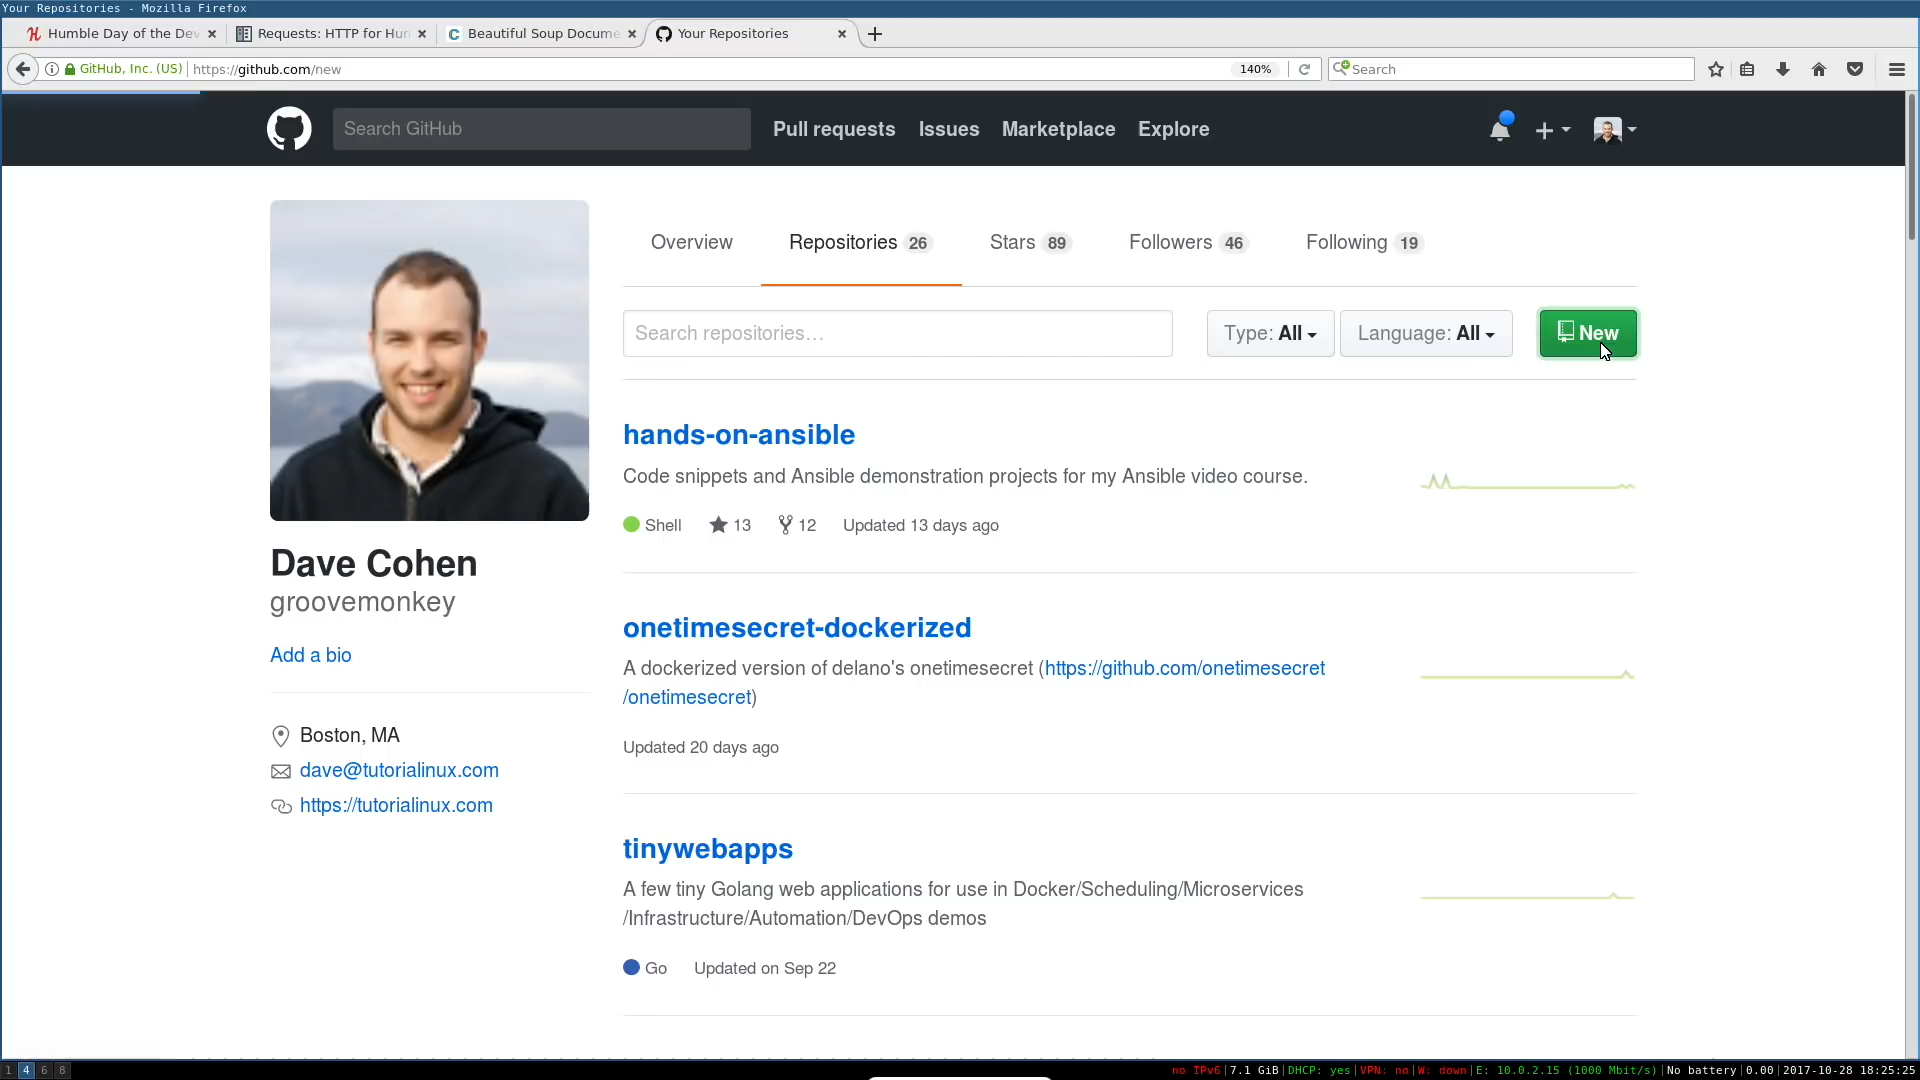 Your Repositories - Mozilla Firefox
Humble Day of the Dev
Requests: HTTP for Hum
Beautiful Soup Docume
Your Repositories
GitHub, Inc. (US)
https://github.com/new
140%
Search
Search GitHub
Pull requests
Issues
Marketplace
Explore
Overview
Repositories 26
Stars 89
Followers 46
Following 19
Search repositories…
Type: All
Language: All
New
hands-on-ansible
Code snippets and Ansible demonstration projects for my Ansible video course.
Shell 13 12 Updated 13 days ago
Dave Cohen
groovemonkey
Add a bio
Boston, MA
dave@tutorialinux.com
https://tutorialinux.com
onetimesecret-dockerized
A dockerized version of delano's onetimesecret (https://github.com/onetimesecret
/onetimesecret)
Updated 20 days ago
tinywebapps
A few tiny Golang web applications for use in Docker/Scheduling/Microservices
/Infrastructure/Automation/DevOps demos
Go Updated on Sep 22
1 4 6 8
no IPv6|7.1 GiB|DHCP: yes|VPN: no|W: down|E: 10.0.2.15 (1000 Mbit/s)|No battery|0.00|2017-10-28 18:25:25